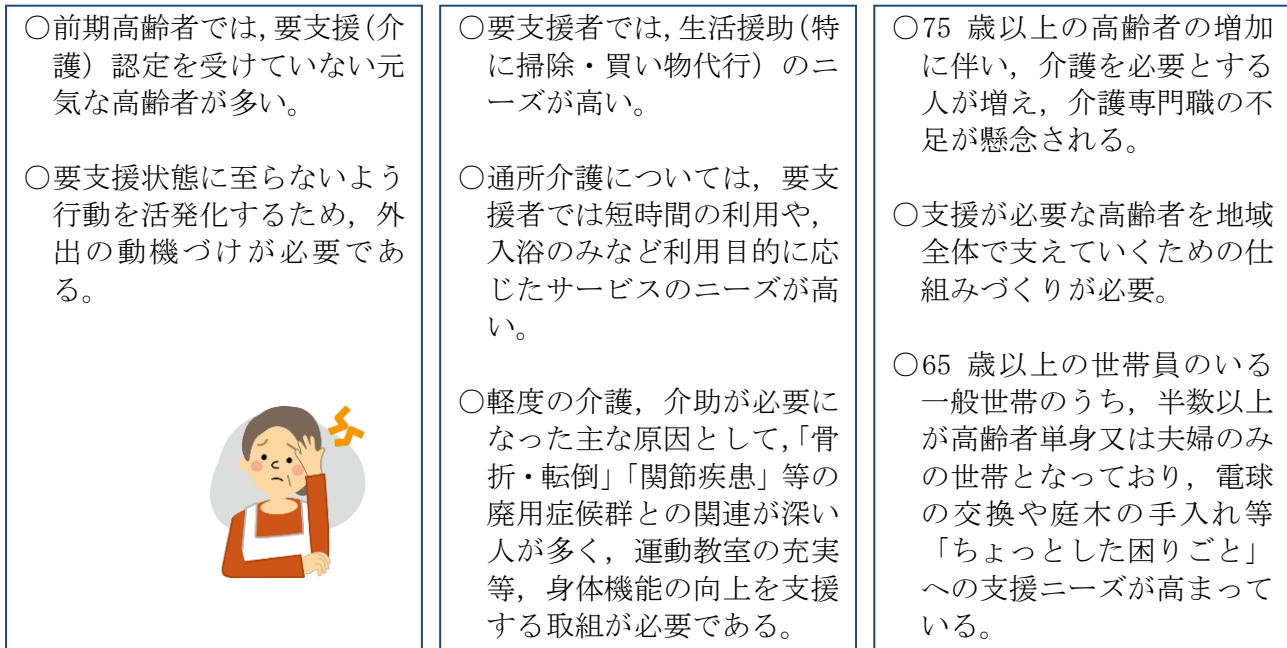 ○前期高齢者では,要支援(介
護）認定を受けていない元
気な高齢者が多い。
○要支援状態に至らないよう
行動を活発化するため，外
出の動機づけが必要であ
る。
○要支援者では,生活援助(特
に掃除・買い物代行）のニ
ーズが高い。
○通所介護については，要支
援者では短時間の利用や，
入浴のみなど利用目的に応
じたサービスのニーズが高
い。
○軽度の介護，介助が必要に
なった主な原因として,「骨
折・転倒」「関節疾患」等の
廃用症候群との関連が深い
人が多く，運動教室の充実
等，身体機能の向上を支援
する取組が必要である。
○75 歳以上の高齢者の増加
に伴い，介護を必要とする
人が増え，介護専門職の不
足が懸念される。
○支援が必要な高齢者を地域
全体で支えていくための仕
組みづくりが必要。
○65 歳以上の世帯員のいる
一般世帯のうち，半数以上
が高齢者単身又は夫婦のみ
の世帯となっており，電球
の交換や庭木の手入れ等
「ちょっとした困りごと」
への支援ニーズが高まって
いる。